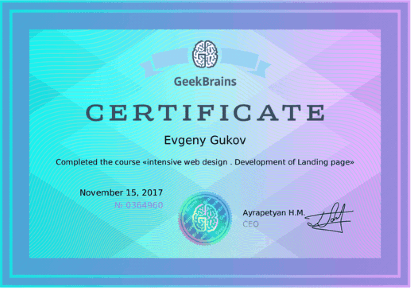 GeekBrains
CERTIFICATE
Evgeny Gukov
Completed the course «intensive web design . Development of Landing page»
November 15, 2017
№ 0364960
Ayrapetyan H.M.
CEO